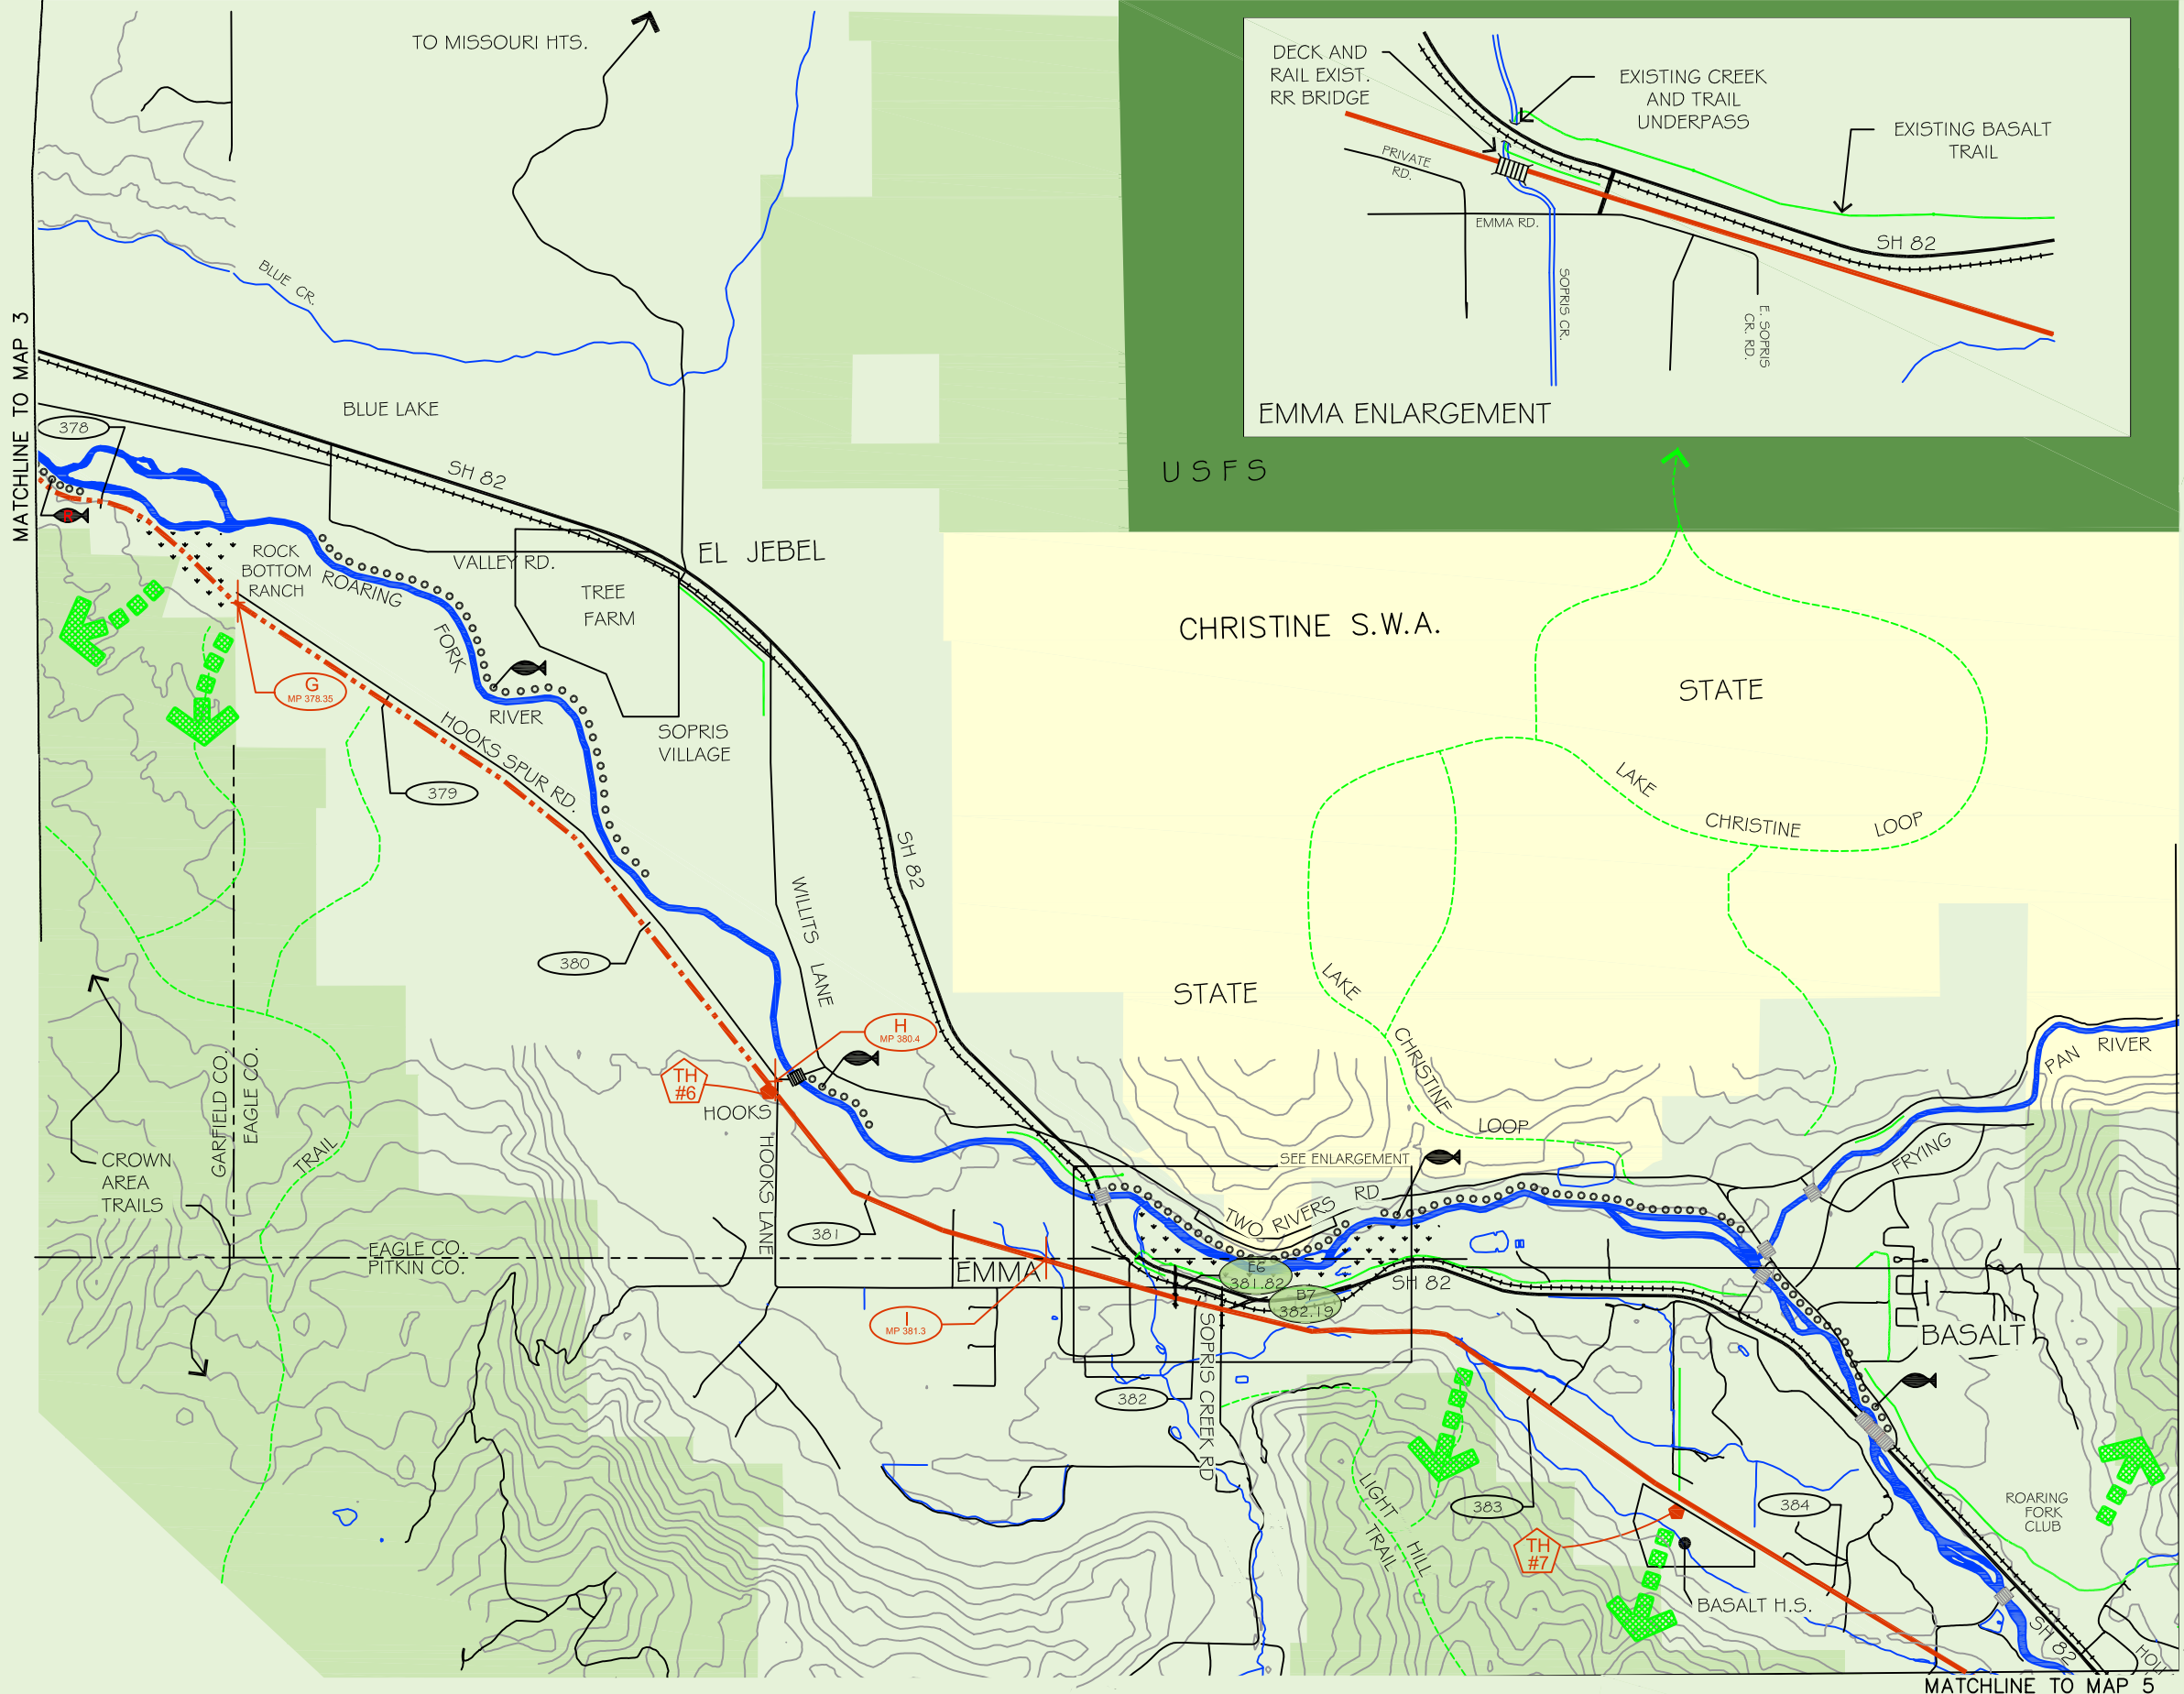 TO MISSOURI HTS.
DECK AND
RAIL EXIST.
RR BRIDGE
EXISTING CREEK
AND TRAIL
UNDERPASS
EXISTING BASALT
TRAIL
PRIVATE
RD.
EMMA RD.
SH 82
SOPRIS CR.
E. SOPRIS
CR. RD.
EMMA ENLARGEMENT
BLUE CR.
MATCHLINE TO MAP 3
BLUE LAKE
378
SH 82
USFS
R
ROCK
BOTTOM
RANCH
ROARING
FORK
RIVER
VALLEY RD.
TREE
FARM
EL JEBEL
CHRISTINE S.W.A.
STATE
G
MP 378.35
HOOKS SPUR RD.
SOPRIS
VILLAGE
379
LAKE
CHRISTINE
LOOP
SH 82
WILLITS
LANE
380
STATE
LAKE
CHRISTINE
LOOP
H
MP 380.4
TH
#6
HOOKS
HOOKS LANE
GARFIELD CO.
EAGLE CO.
TRAIL
CROWN
AREA
TRAILS
EAGLE CO.
PITKIN CO.
381
EMMA
I
MP 381.3
SEE ENLARGEMENT
TWO RIVERS RD.
E6
381.82
B7
382.19
SH 82
FRYING
PAN
RIVER
BASALT
382
SOPRIS CREEK RD
LIGHT
HILL
TRAIL
383
384
TH
#7
BASALT H.S.
ROARING
FORK
CLUB
SH 82
MATCHLINE TO MAP 5